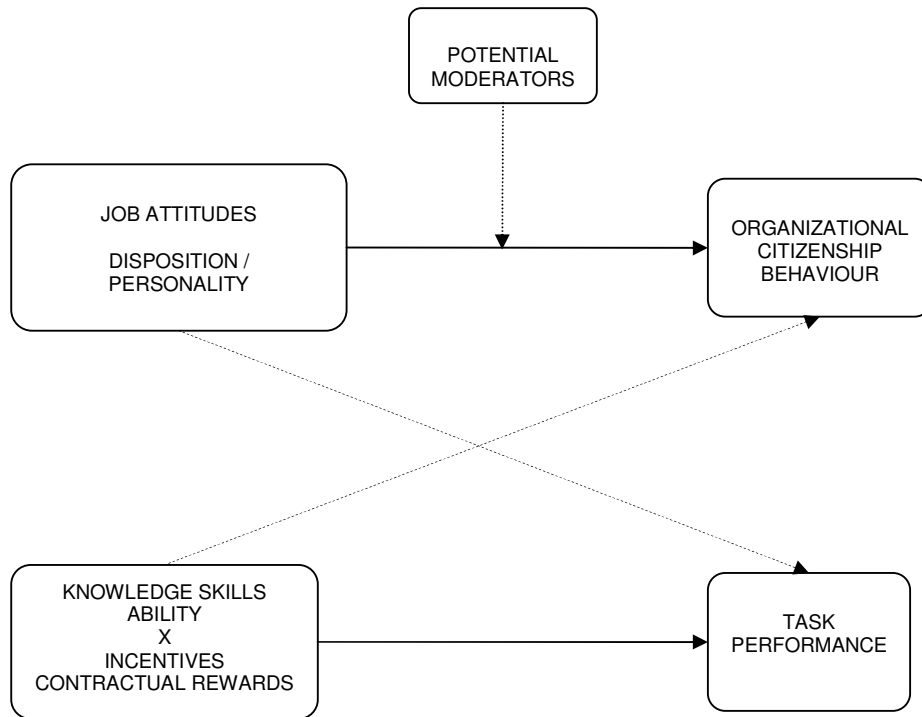 POTENTIAL
MODERATORS
JOB ATTITUDES
DISPOSITION /
PERSONALITY
ORGANIZATIONAL
CITIZENSHIP
BEHAVIOUR
KNOWLEDGE SKILLS
ABILITY
X
INCENTIVES
CONTRACTUAL REWARDS
TASK
PERFORMANCE